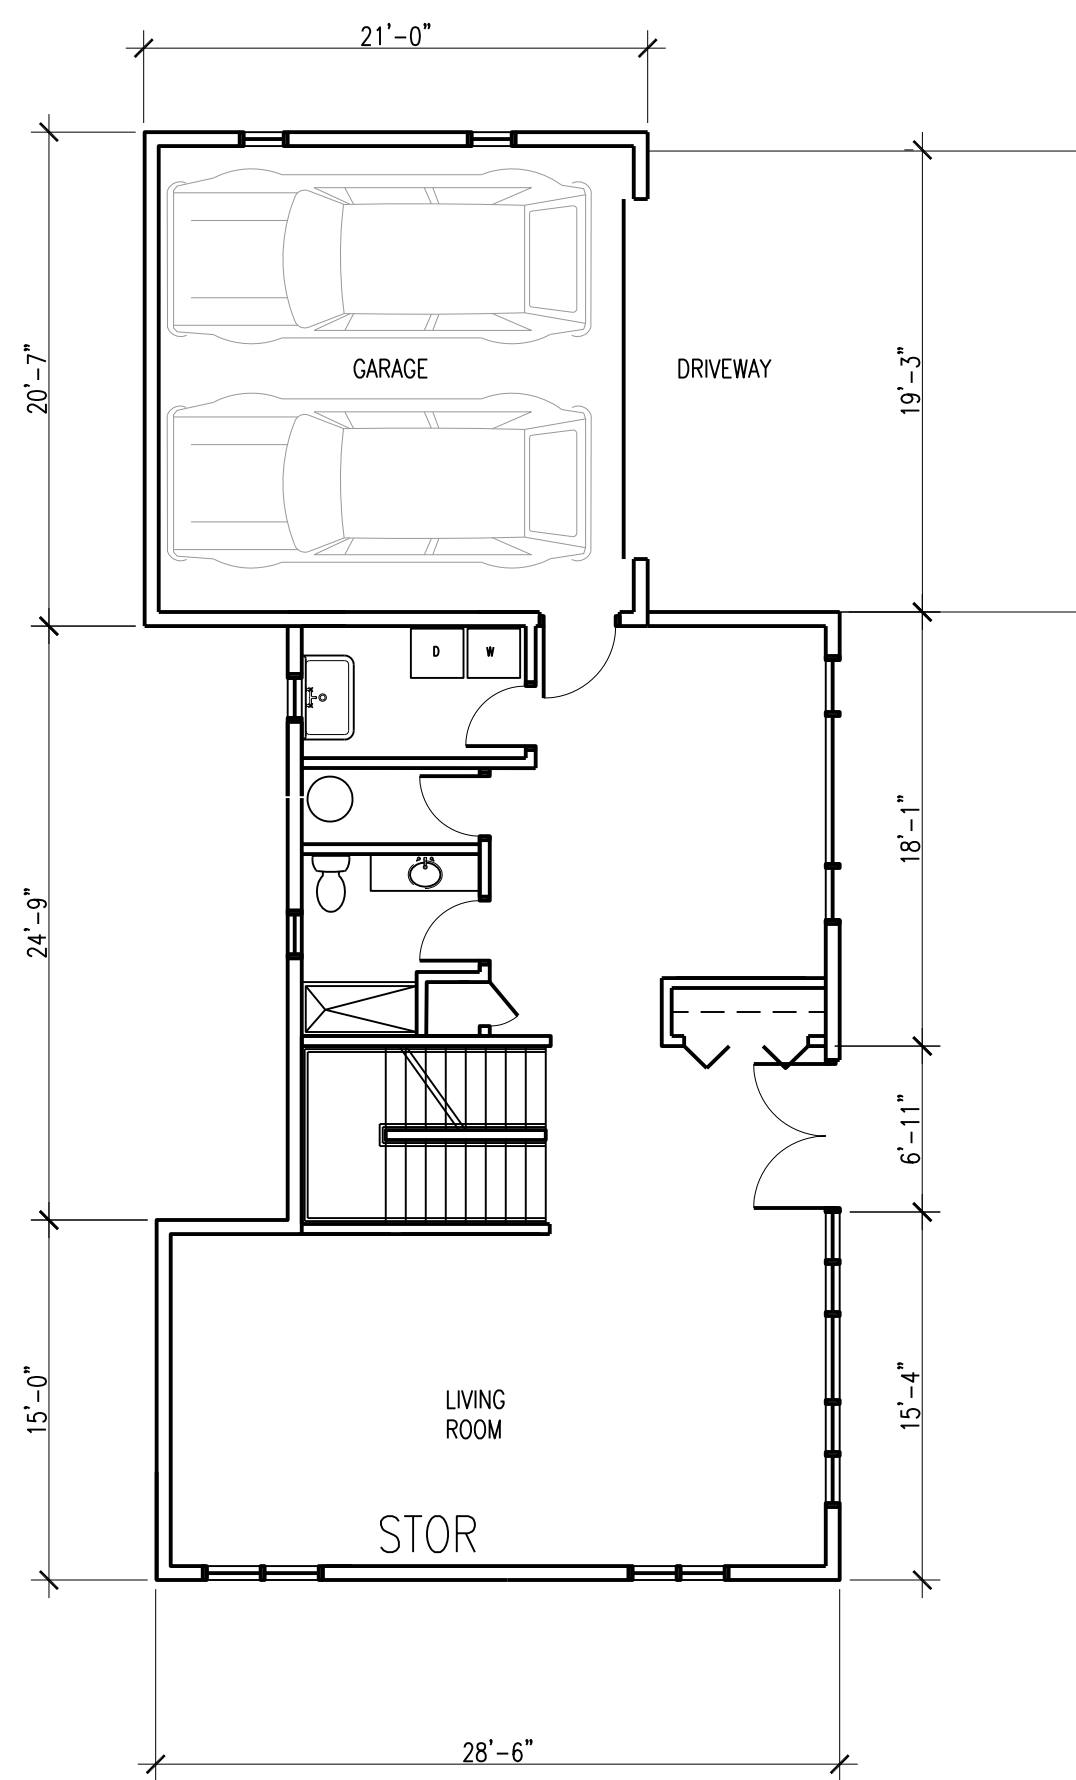 21'-0"
20'-7"
GARAGE
DRIVEWAY
19'-3"
D
W
18'-1"
24'-9"
6'-11"
15'-0"
LIVING
ROOM
15'-4"
STOR
28'-6"